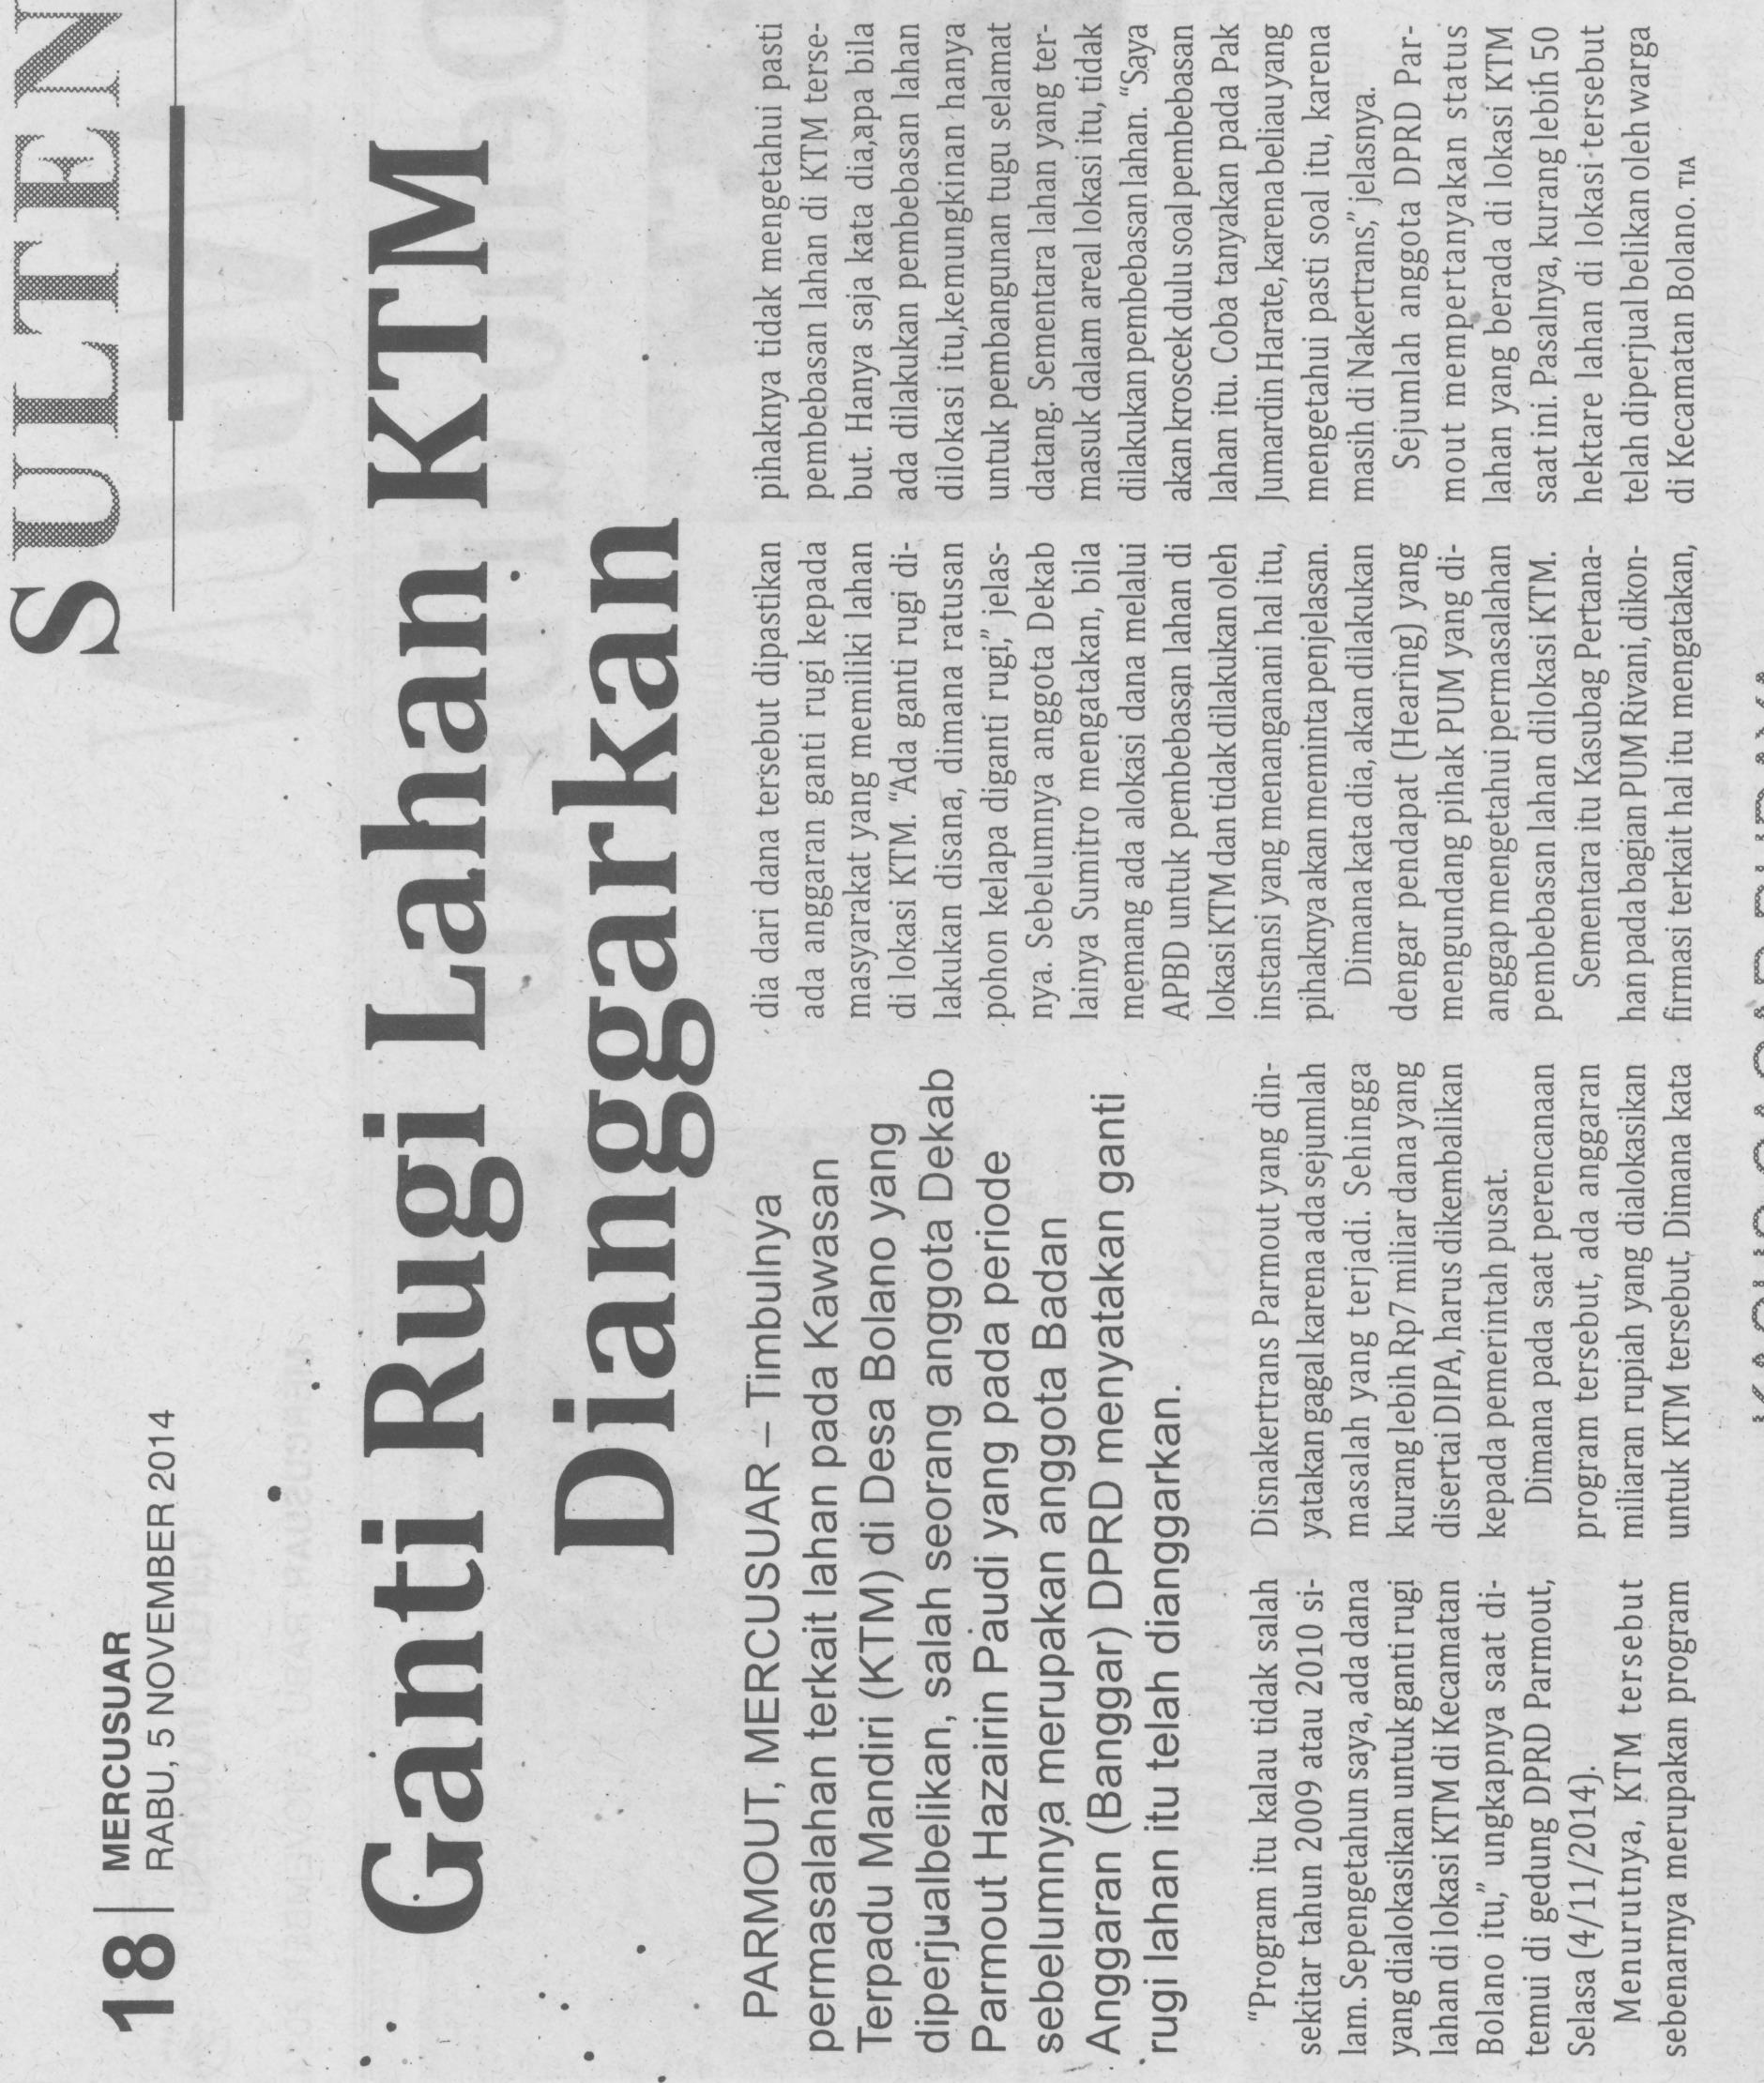 18 | MERCUSUAR
RABU, 5 NOVEMBER 2014
SULTEN
Ganti Rugi Lahan KTM
Dianggarkan
PARMOUT, MERCUSUAR – Timbulnya
permasalahan terkait lahan pada Kawasan
Terpadu Mandiri (KTM) di Desa Bolano yang
diperjualbelikan, salah seorang anggota Dekab
Parmout Hazairin Paudi yang pada periode
sebelumnya merupakan anggota Badan
Anggaran (Banggar) DPRD menyatakan ganti
rugi lahan itu telah dianggarkan.
“Program itu kalau tidak salah
sekitar tahun 2009 atau 2010 si-
lam. Sepengetahun saya, ada dana
yang dialokasikan untuk ganti rugi
lahan di lokasi KTM di Kecamatan
Bolano itu,” ungkapnya saat di-
temui di gedung DPRD Parmout,
Selasa (4/11/2014).
Menurutnya, KTM tersebut
sebenarnya merupakan program
Disnakertrans Parmout yang din-
yatakan gagal karena ada sejumlah
masalah yang terjadi. Sehingga
kurang lebih Rp7 miliar dana yang
disertai DIPA, harus dikembalikan
kepada pemerintah pusat.
Dimana pada saat perencanaan
program tersebut, ada anggaran
miliaran rupiah yang dialokasikan
untuk KTM tersebut. Dimana kata
dia dari dana tersebut dipastikan
ada anggaran ganti rugi kepada
masyarakat yang memiliki lahan
di lokasi KTM. “Ada ganti rugi di-
lakukan disana, dimana ratusan
pohon kelapa diganti rugi,” jelas-
nya. Sebelumnya anggota Dekab
lainya Sumitro mengatakan, bila
memang ada alokasi dana melalui
APBD untuk pembebasan lahan di
lokasi KTM dan tidak dilakukan oleh
instansi yang menangani hal itu,
pihaknya akan meminta penjelasan.
Dimana kata dia, akan dilakukan
dengar pendapat (Hearing) yang
mengundang pihak PUM yang di-
anggap mengetahui permasalahan
pembebasan lahan dilokasi KTM.
Sementara itu Kasubag Pertana-
han pada bagian PUM Rivani, dikon-
firmasi terkait hal itu mengatakan,
pihaknya tidak mengetahui pasti
pembebasan lahan di KTM terse-
but. Hanya saja kata dia,apa bila
ada dilakukan pembebasan lahan
dilokasi itu,kemungkinan hanya
untuk pembangunan tugu selamat
datang. Sementara lahan yang ter-
masuk dalam areal lokasi itu, tidak
dilakukan pembebasan lahan. “Saya
akan kroscek dulu soal pembebasan
lahan itu. Coba tanyakan pada Pak
Jumardin Harate, karena beliau yang
mengetahui pasti soal itu, karena
masih di Nakertrans,” jelasnya.
Sejumlah anggota DPRD Par-
mout mempertanyakan status
lahan yang berada di lokasi KTM
saat ini. Pasalnya, kurang lebih 50
hektare lahan di lokasi tersebut
telah diperjual belikan oleh warga
di Kecamatan Bolano. TIA